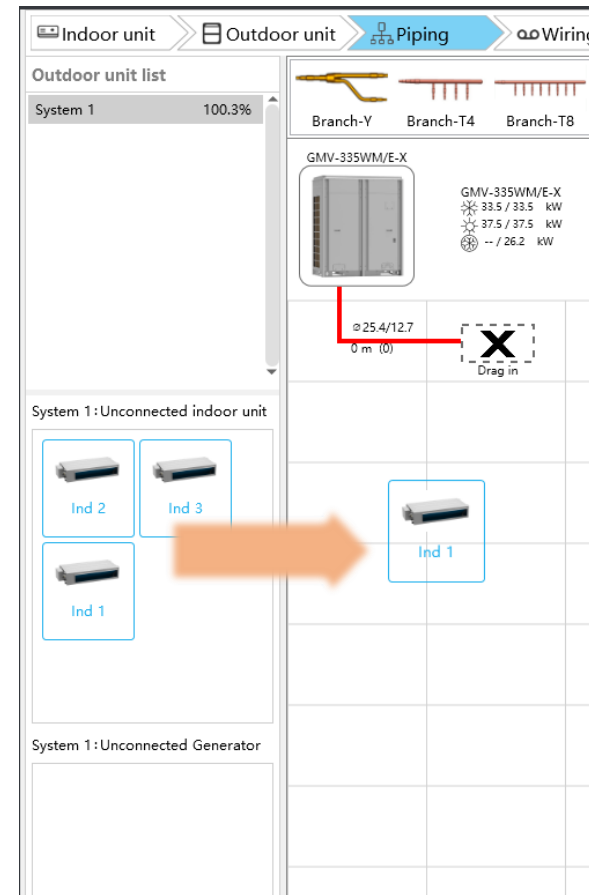 Indoor unit
Outdoor unit
Piping
Wiring
Outdoor unit list
System 1 100.3%
Branch-Y
Branch-T4
Branch-T8
GMV-335WM/E-X
GMV-335WM/E-X
33.5 / 33.5 kW
37.5 / 37.5 kW
-- / 26.2 kW
⌀25.4/12.7
0 m (0)
Drag in
System 1:Unconnected indoor unit
Ind 2
Ind 3
Ind 1
Ind 1
System 1:Unconnected Generator